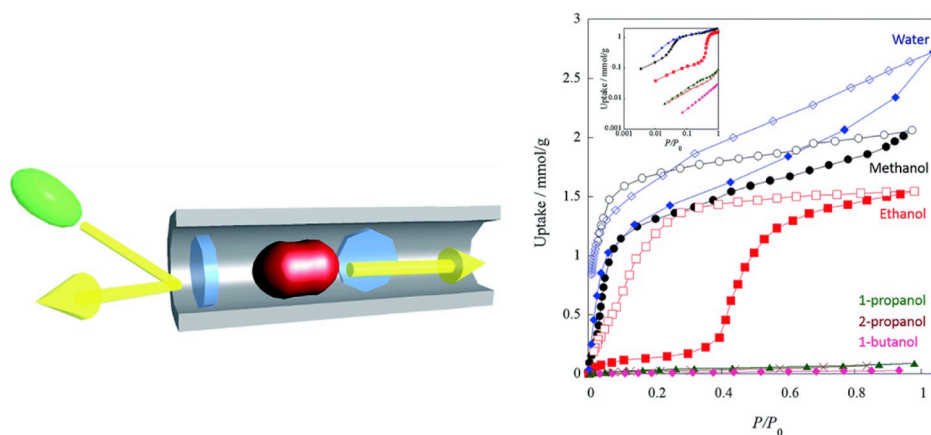 3
2.5
2
1.5
1
0.5
0
0
0.2
0.4
0.6
0.8
1
Uptake / mmol/g
P/P0
Water
Methanol
Ethanol
1-propanol
2-propanol
1-butanol
1
0.1
0.01
0.001
0.001
0.01
0.1
1
Uptake / mmol/g
P/P0